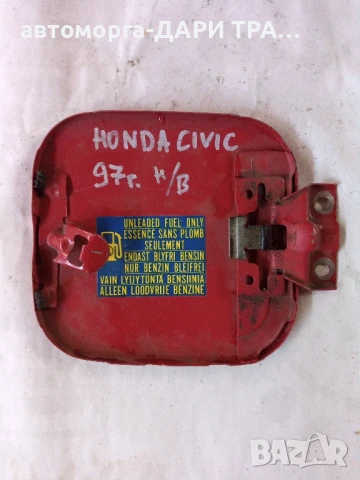 автоморга-ДАРИ ТРА...
HONDA CIVIC
97г. н/в
UNLEADED FUEL ONLY
ESSENCE SANS PLOMB
SEULEMENT
ENDAST BLYFRI BENSIN
NUR BENZIN BLEIFREI
VAIN LYIJYTÖNTÄ BENSIINIA
ALLEEN LOODVRIJE BENZINE
BAZAR